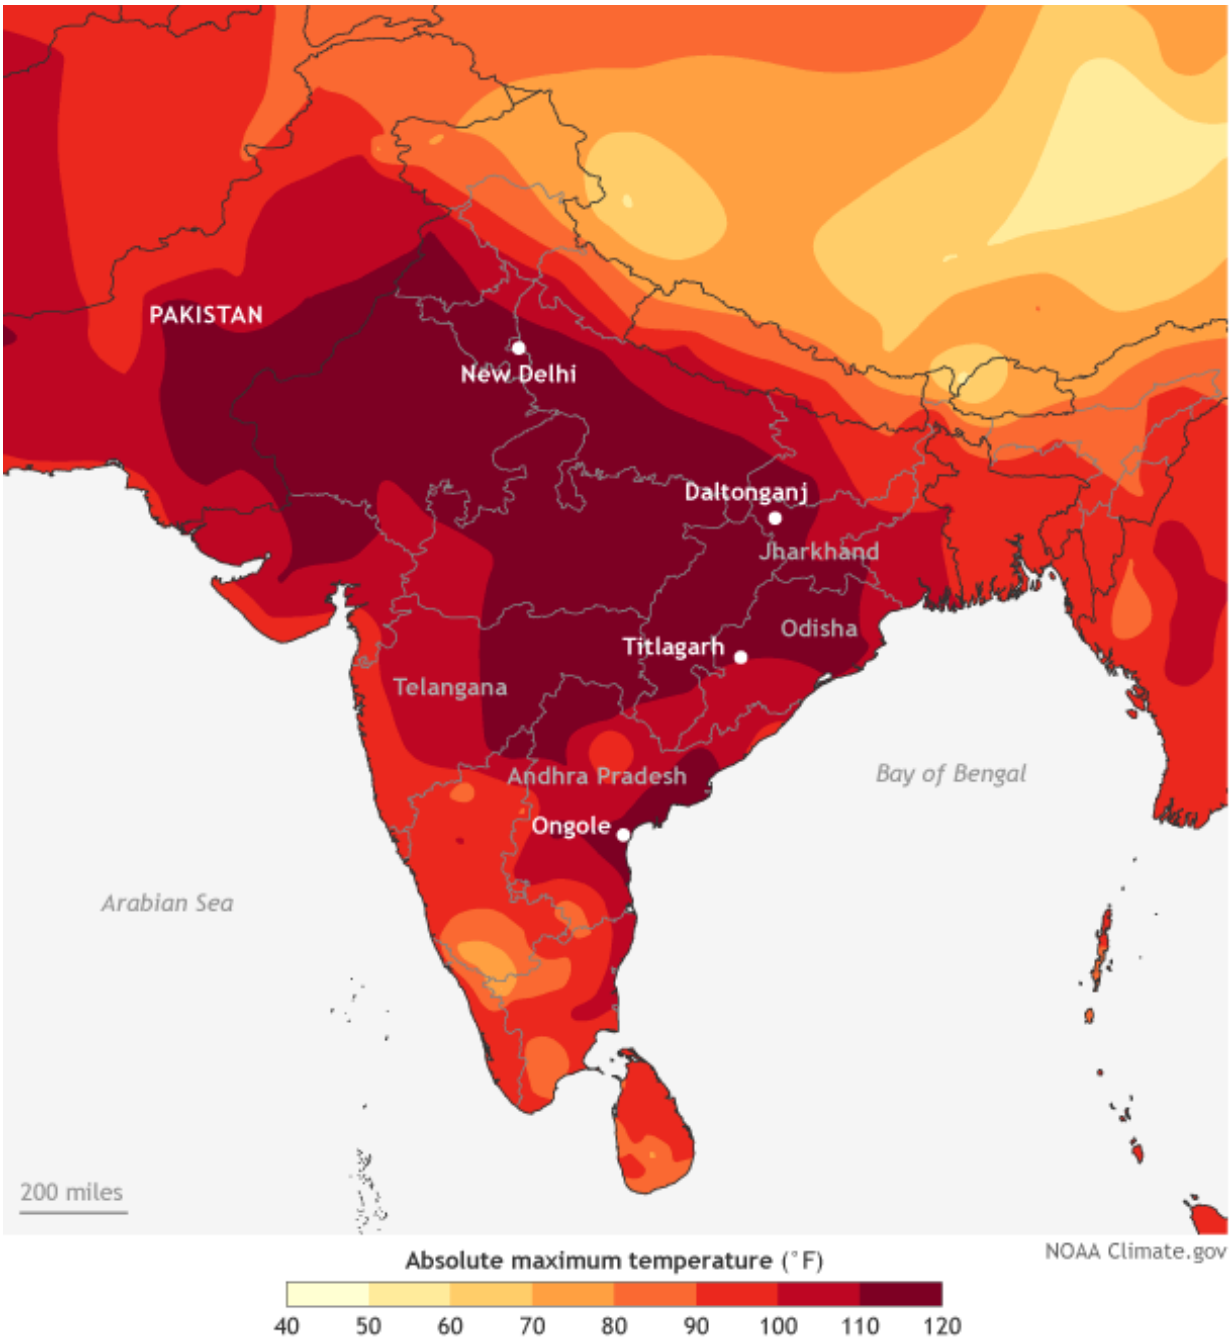 PAKISTAN
New Delhi
Daltonganj
Jharkhand
Odisha
Titlagarh
Telangana
Andhra Pradesh
Bay of Bengal
Ongole
Arabian Sea
200 miles
NOAA Climate.gov
Absolute maximum temperature (°F)
40 50 60 70 80 90 100 110 120